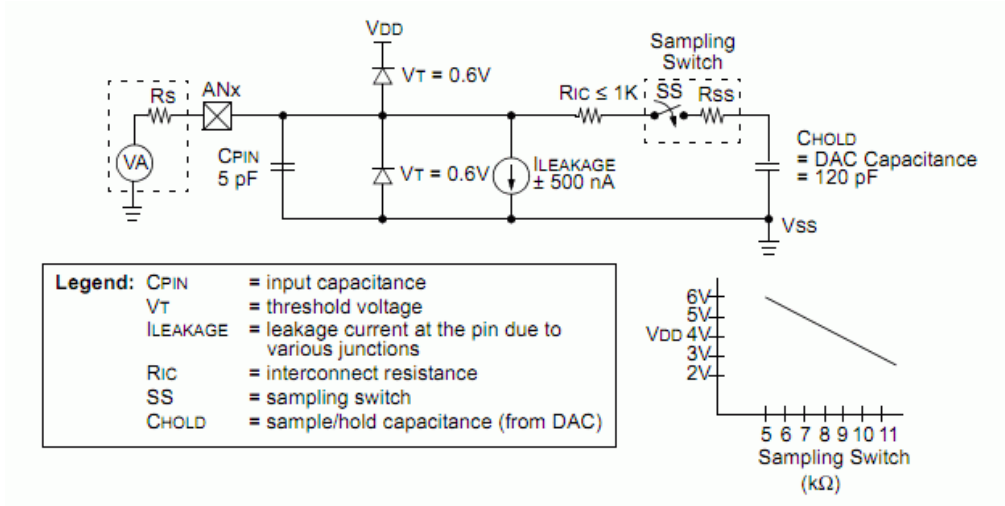 VDD
Sampling
Switch
VT = 0.6V
RS
ANx
RIC ≤ 1K
SS
RSS
VA
CPIN
5 pF
VT = 0.6V
ILEAKAGE
± 500 nA
CHOLD
= DAC Capacitance
= 120 pF
VSS
Legend: CPIN = input capacitance
VT = threshold voltage
ILEAKAGE = leakage current at the pin due to
various junctions
RIC = interconnect resistance
SS = sampling switch
CHOLD = sample/hold capacitance (from DAC)
6V
5V
VDD 4V
3V
2V
5 6 7 8 9 10 11
Sampling Switch
(kΩ)